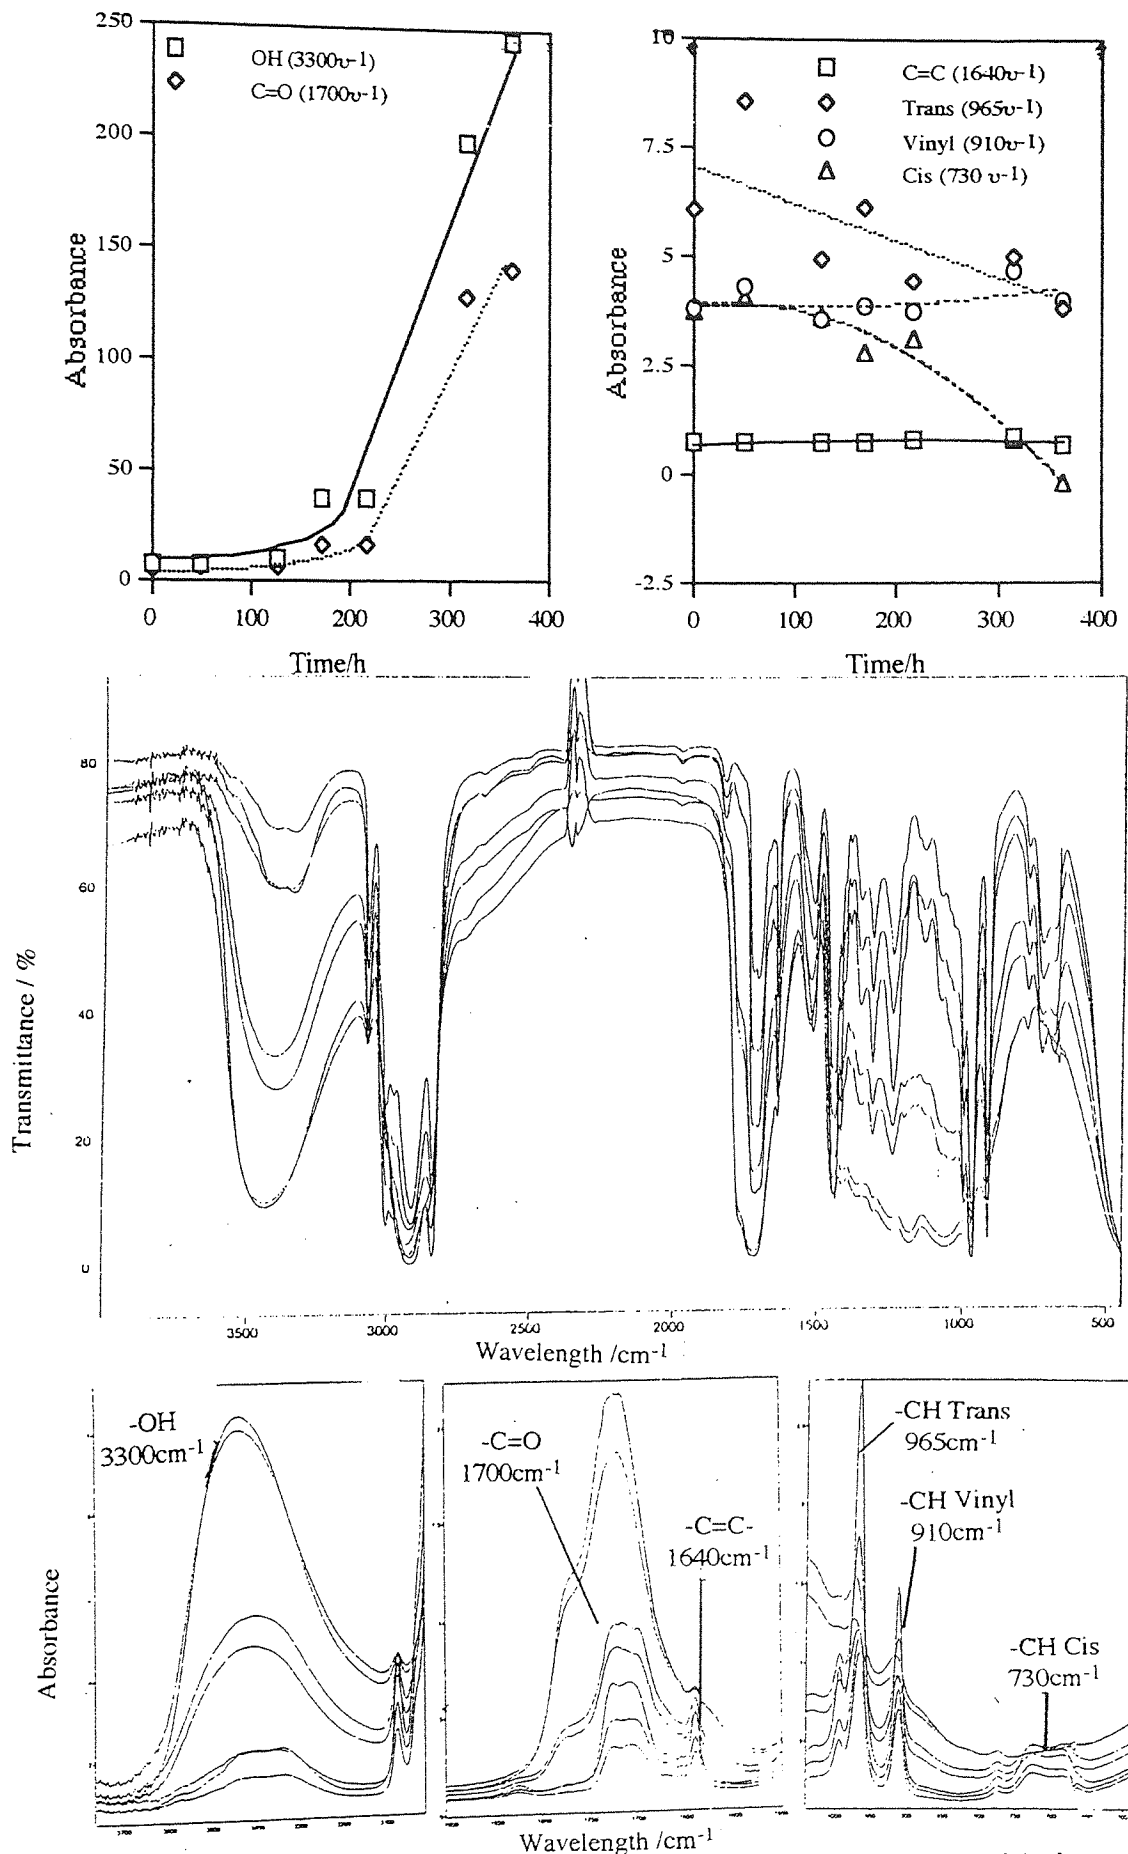 250
200
150
100
50
0
Absorbance
OH (3300υ-1)
C=O (1700υ-1)
0 100 200 300 400
Time/h
10
7.5
5
2.5
0
-2.5
Absorbance
C=C (1640υ-1)
Trans (965υ-1)
Vinyl (910υ-1)
Cis (730 υ-1)
0 100 200 300 400
Time/h
80
60
40
20
0
Transmittance / %
3500 3000 2500 2000 1500 1000 500
Wavelength /cm-1
Absorbance
-OH
3300cm-1
-C=O
1700cm-1
-C=C-
1640cm-1
-CH Trans
965cm-1
-CH Vinyl
910cm-1
-CH Cis
730cm-1
Wavelength /cm-1